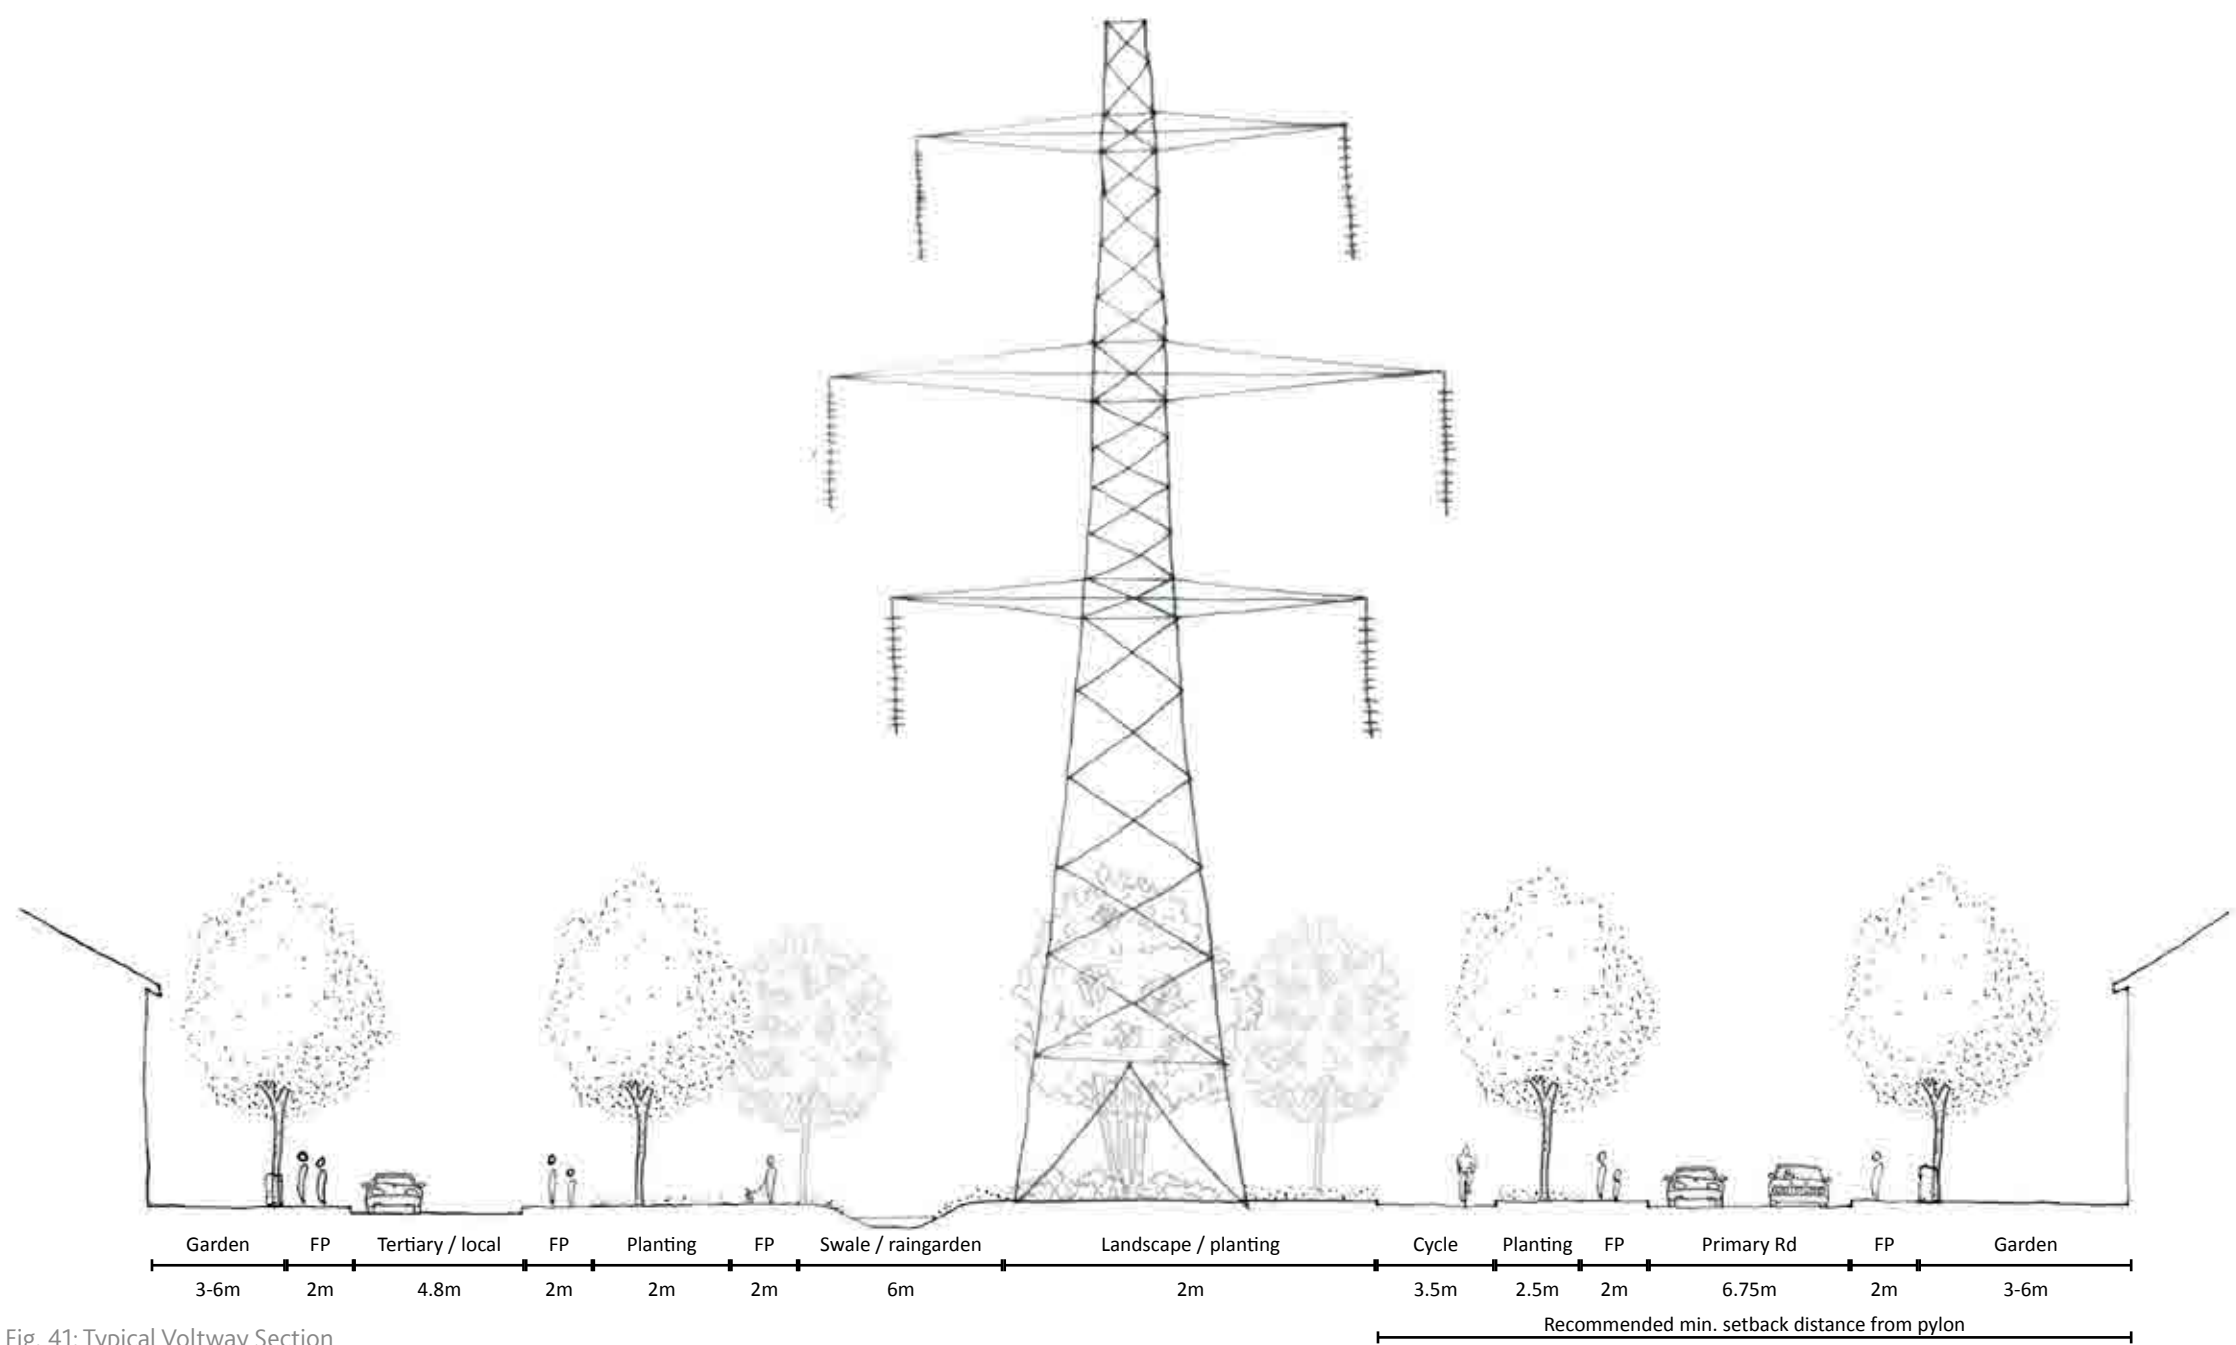 Garden FP Tertiary / local FP Planting FP Swale / raingarden Landscape / planting Cycle Planting FP Primary Rd FP Garden
3-6m 2m 4.8m 2m 2m 2m 6m 2m 3.5m 2.5m 2m 6.75m 2m 3-6m
Recommended min. setback distance from pylon
Fig. 41: Typical Voltway Section